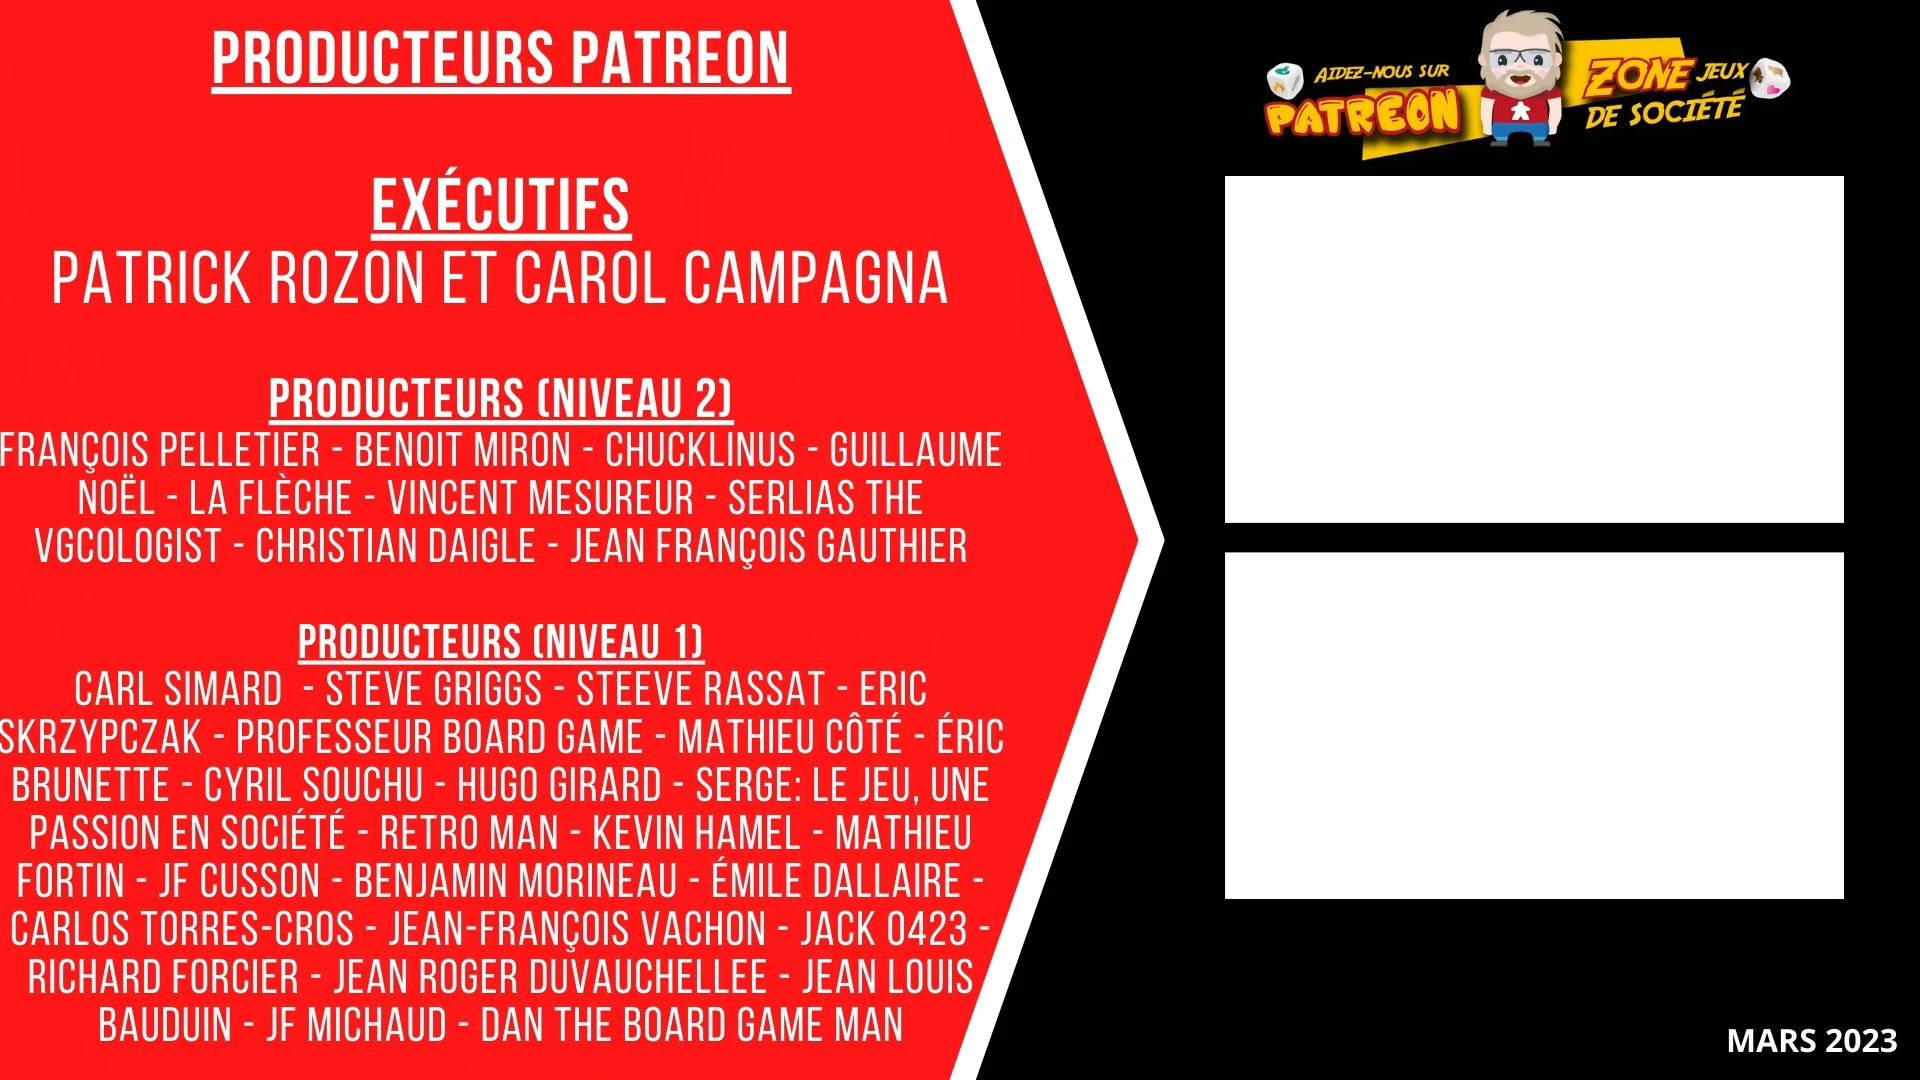 PRODUCTEURS PATREON
EXÉCUTIFS
PATRICK ROZON ET CAROL CAMPAGNA
PRODUCTEURS (NIVEAU 2)
FRANÇOIS PELLETIER - BENOIT MIRON - CHUCKLINUS - GUILLAUME
NOËL - LA FLÈCHE - VINCENT MESUREUR - SERLIAS THE
VGCOLOGIST - CHRISTIAN DAIGLE - JEAN FRANÇOIS GAUTHIER
PRODUCTEURS (NIVEAU 1)
CARL SIMARD - STEVE GRIGGS - STEEVE RASSAT - ERIC
SKRZYPCZAK - PROFESSEUR BOARD GAME - MATHIEU CÔTÉ - ÉRIC
BRUNETTE - CYRIL SOUCHU - HUGO GIRARD - SERGE: LE JEU, UNE
PASSION EN SOCIÉTÉ - RETRO MAN - KEVIN HAMEL - MATHIEU
FORTIN - JF CUSSON - BENJAMIN MORINEAU - ÉMILE DALLAIRE -
CARLOS TORRES-CROS - JEAN-FRANÇOIS VACHON - JACK 0423 -
RICHARD FORCIER - JEAN ROGER DUVAUCHELLEE - JEAN LOUIS
BAUDUIN - JF MICHAUD - DAN THE BOARD GAME MAN
AIDEZ-NOUS SUR
PATREON
ZONE JEUX
DE SOCIÉTÉ
MARS 2023